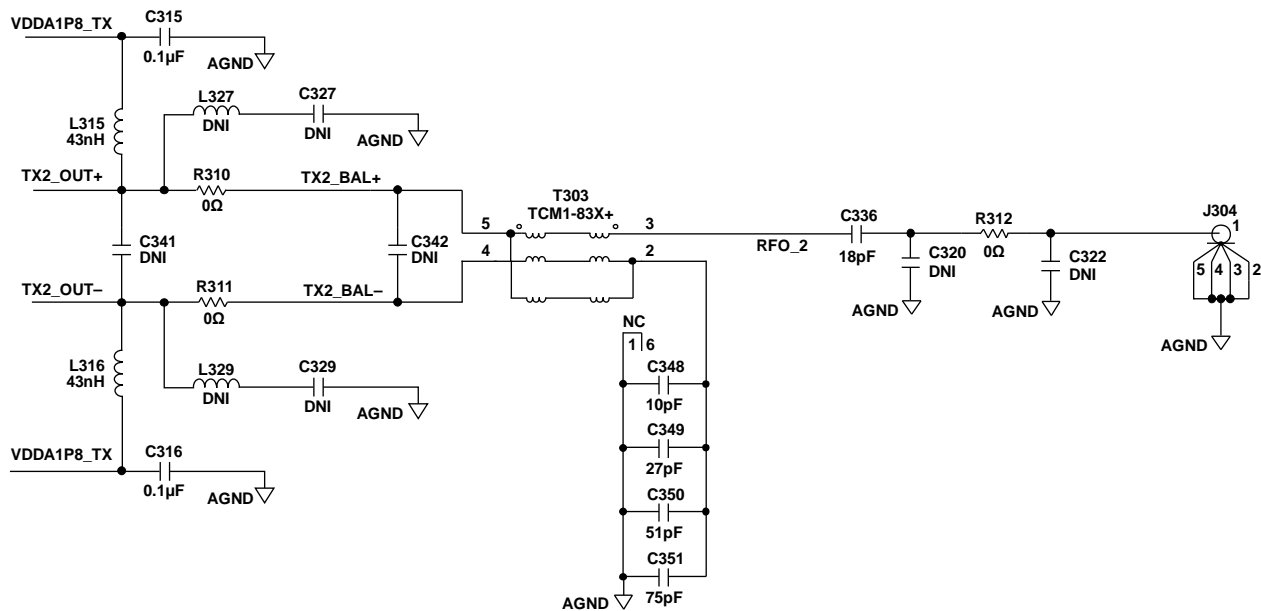 VDDA1P8_TX
C315
0.1µF
AGND
L327
DNI
C327
DNI
AGND
L315
43nH
TX2_OUT+
R310
0Ω
TX2_BAL+
T303
TCM1-83X+
5
3
4
2
C341
DNI
C342
DNI
RFO_2
C336
18pF
C320
DNI
AGND
R312
0Ω
C322
DNI
AGND
J304
1
5
4
3
2
AGND
TX2_OUT–
R311
0Ω
TX2_BAL–
L316
43nH
L329
DNI
C329
DNI
AGND
VDDA1P8_TX
C316
0.1µF
AGND
NC
1
6
C348
10pF
C349
27pF
C350
51pF
C351
75pF
AGND